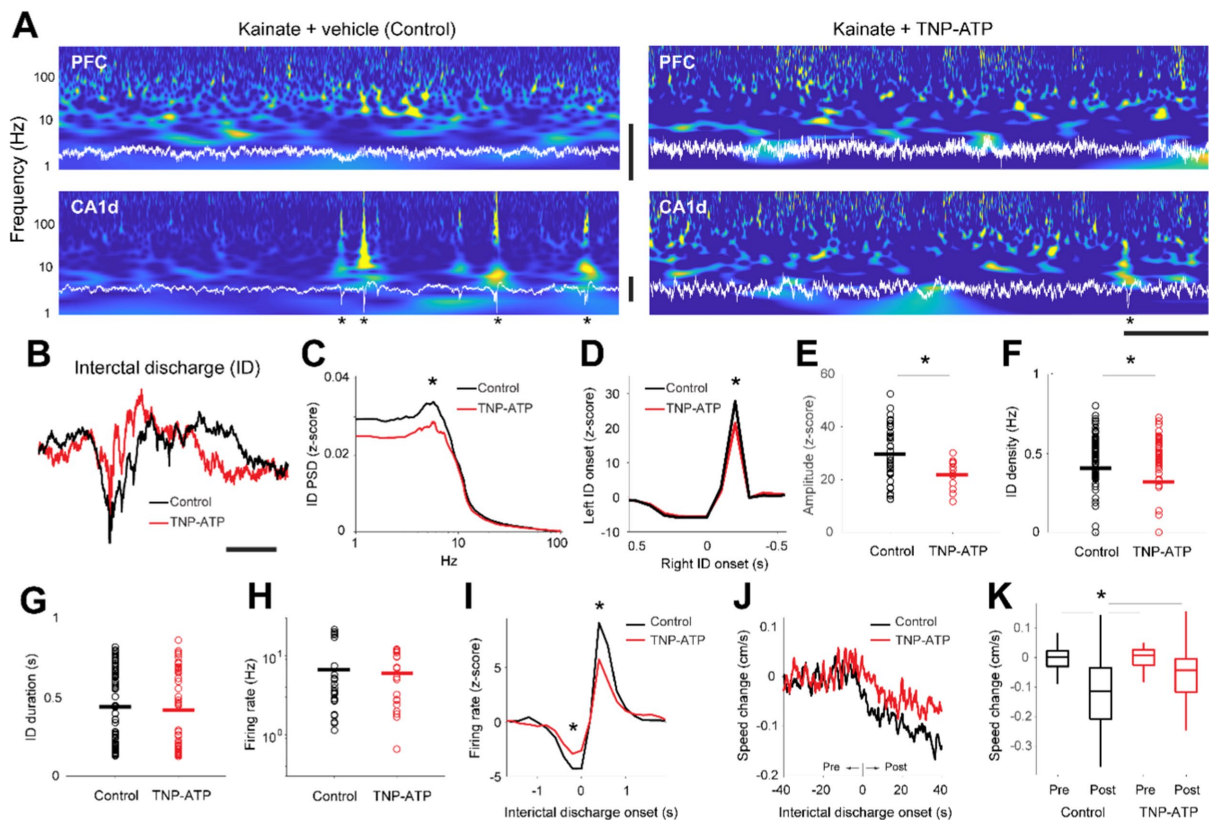 A
Kainate + vehicle (Control)
Kainate + TNP-ATP
Frequency (Hz)
PFC
100
10
1
PFC
CA1d
100
10
1
CA1d
* * * *
*
B
Interctal discharge (ID)
Control
TNP-ATP
C
ID PSD (z-score)
0.04
0.02
0
*
Control
TNP-ATP
1 10 100
Hz
D
Left ID onset (z-score)
30
20
10
0
-10
*
Control
TNP-ATP
0.5 0 -0.5
Right ID onset (s)
E
Amplitude (z-score)
60
40
20
0
*
Control TNP-ATP
F
ID density (Hz)
1
0.5
0
*
Control TNP-ATP
G
ID duration (s)
1
0.5
0
Control TNP-ATP
H
Firing rate (Hz)
10¹
10⁰
Control TNP-ATP
I
Firing rate (z-score)
5
0
-5
*
*
Control
TNP-ATP
-1 0 1
Interictal discharge onset (s)
J
Speed change (cm/s)
0.1
0
-0.1
-0.2
Control
TNP-ATP
Pre Post
-40 -20 0 20 40
Interictal discharge onset (s)
K
Speed change (cm/s)
0.1
0
-0.1
-0.2
-0.3
*
Pre Post Pre Post
Control TNP-ATP